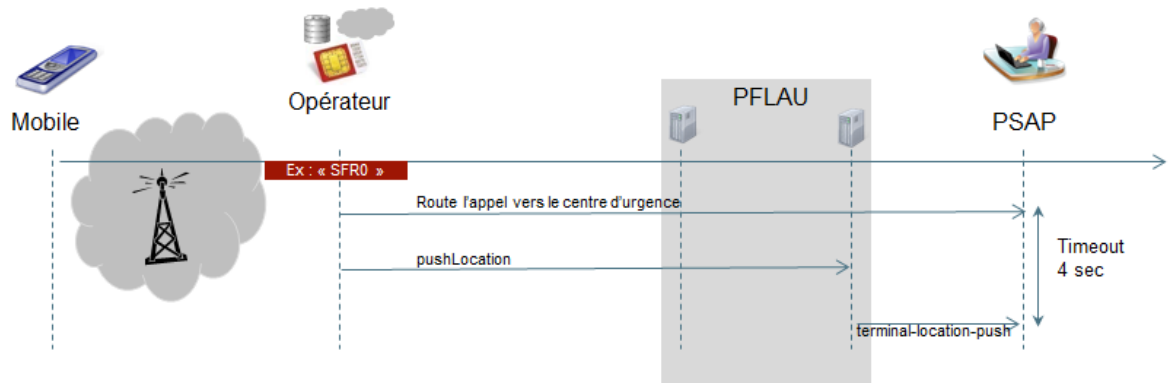 Opérateur
PFLAU
Mobile
PSAP
Ex : « SFR0 »
Route l'appel vers le centre d'urgence
pushLocation
Timeout
4 sec
terminal-location-push